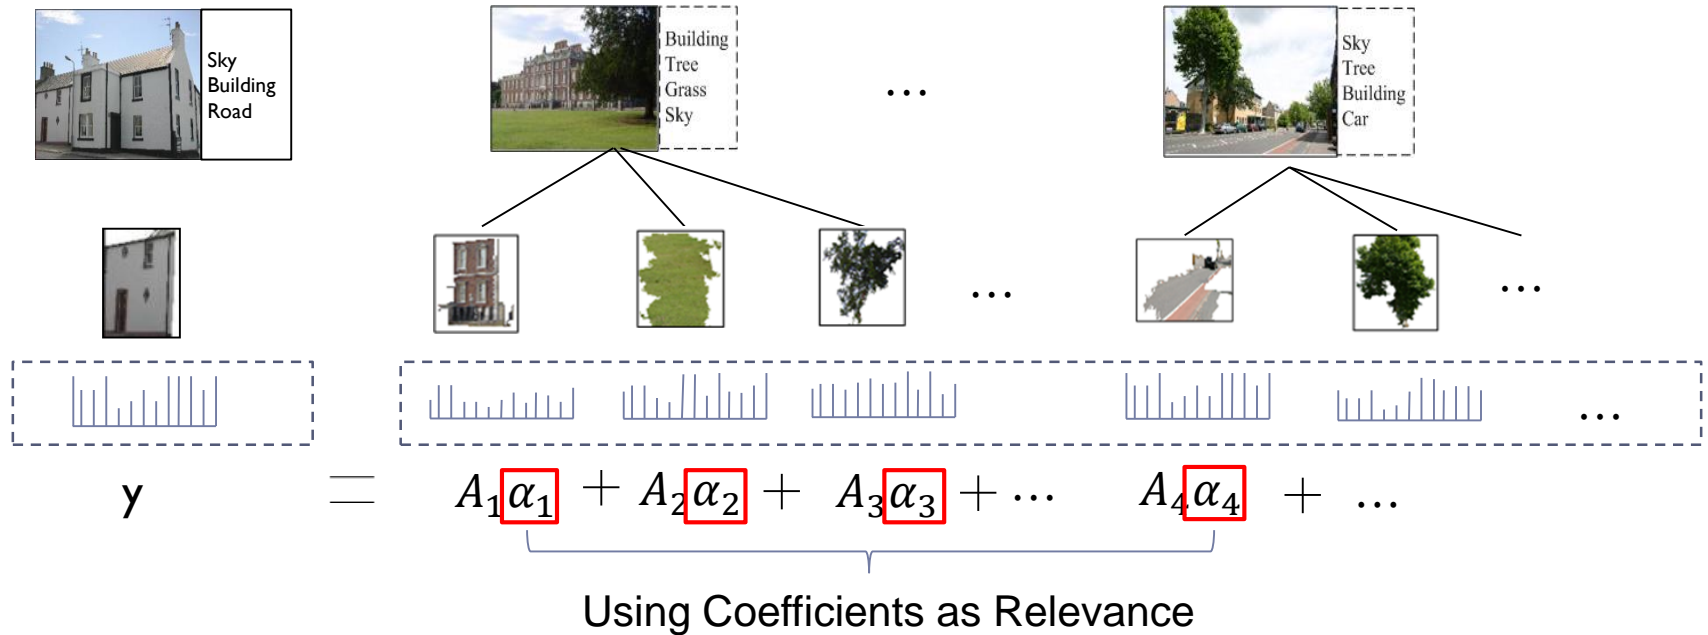 Sky
Building
Road
Building
Tree
Grass
Sky
...
Sky
Tree
Building
Car
...
...
...
y = A₁α₁ + A₂α₂ + A₃α₃ + ... A₄α₄ + ...
Using Coefficients as Relevance